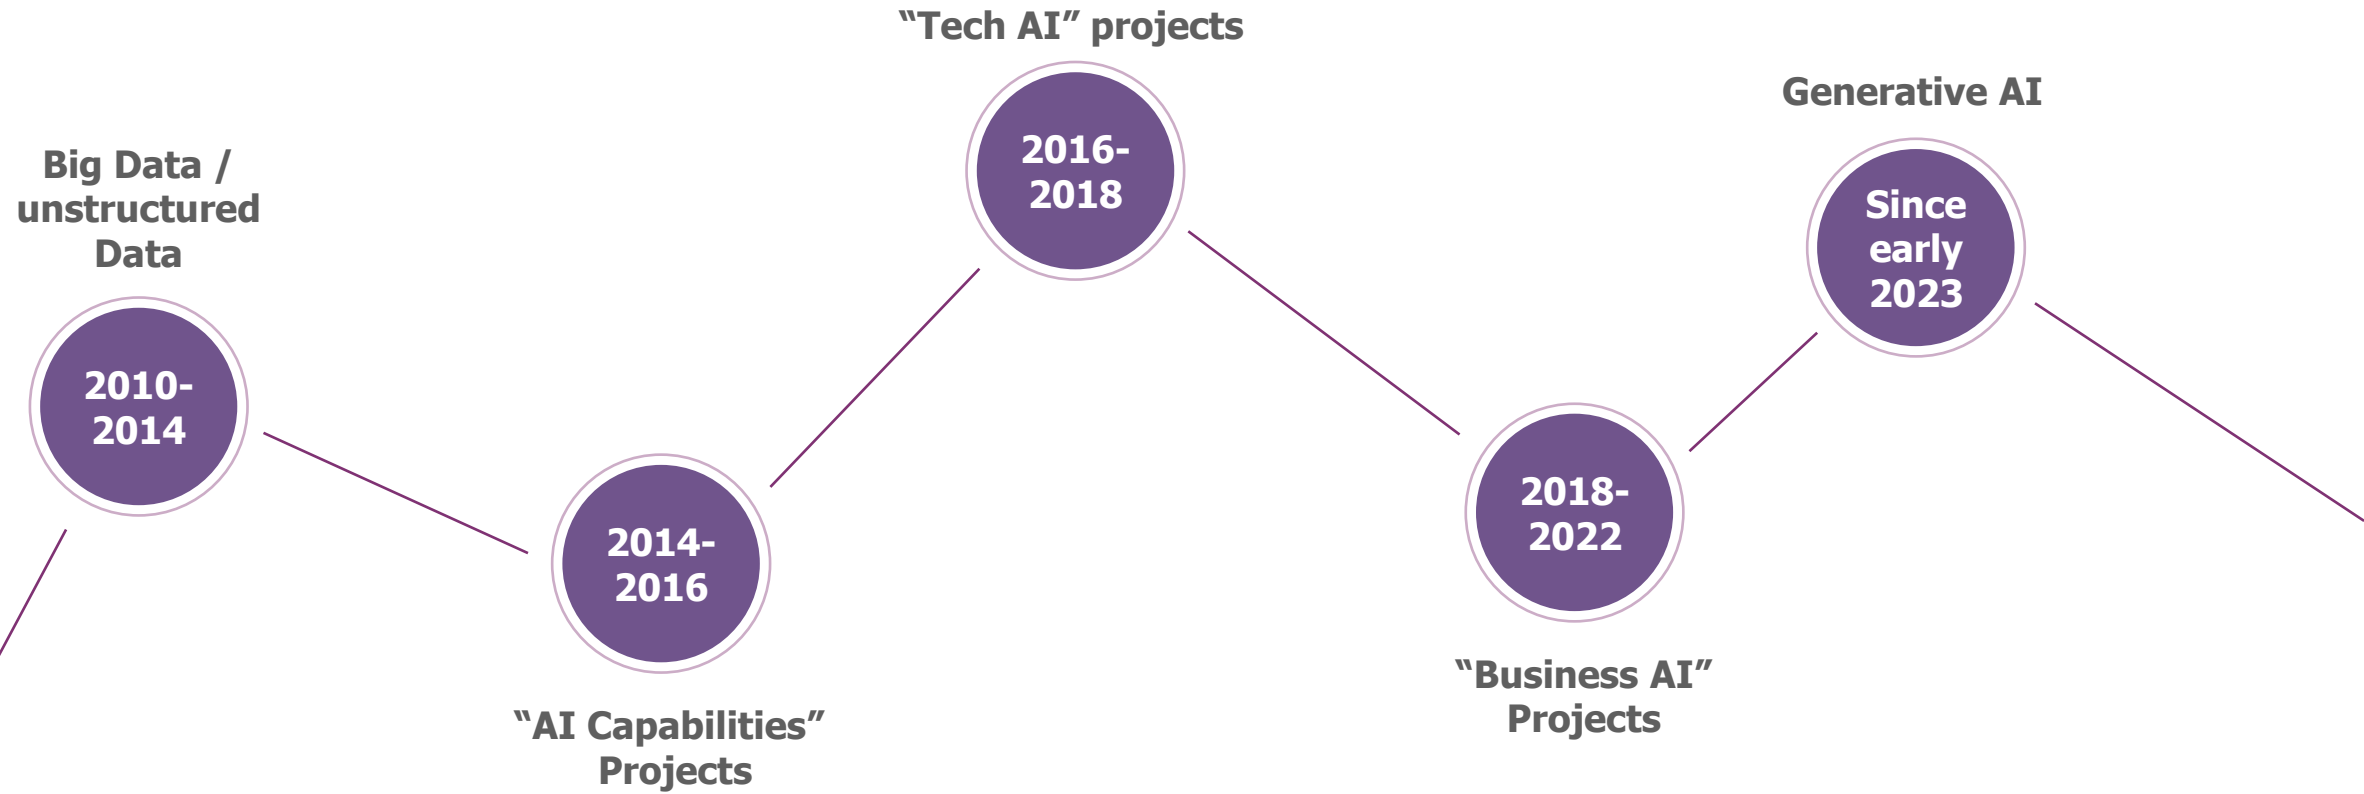 Big Data /
unstructured
Data
2010-
2014
2014-
2016
“AI Capabilities”
Projects
“Tech AI” projects
2016-
2018
2018-
2022
“Business AI”
Projects
Generative AI
Since
early
2023